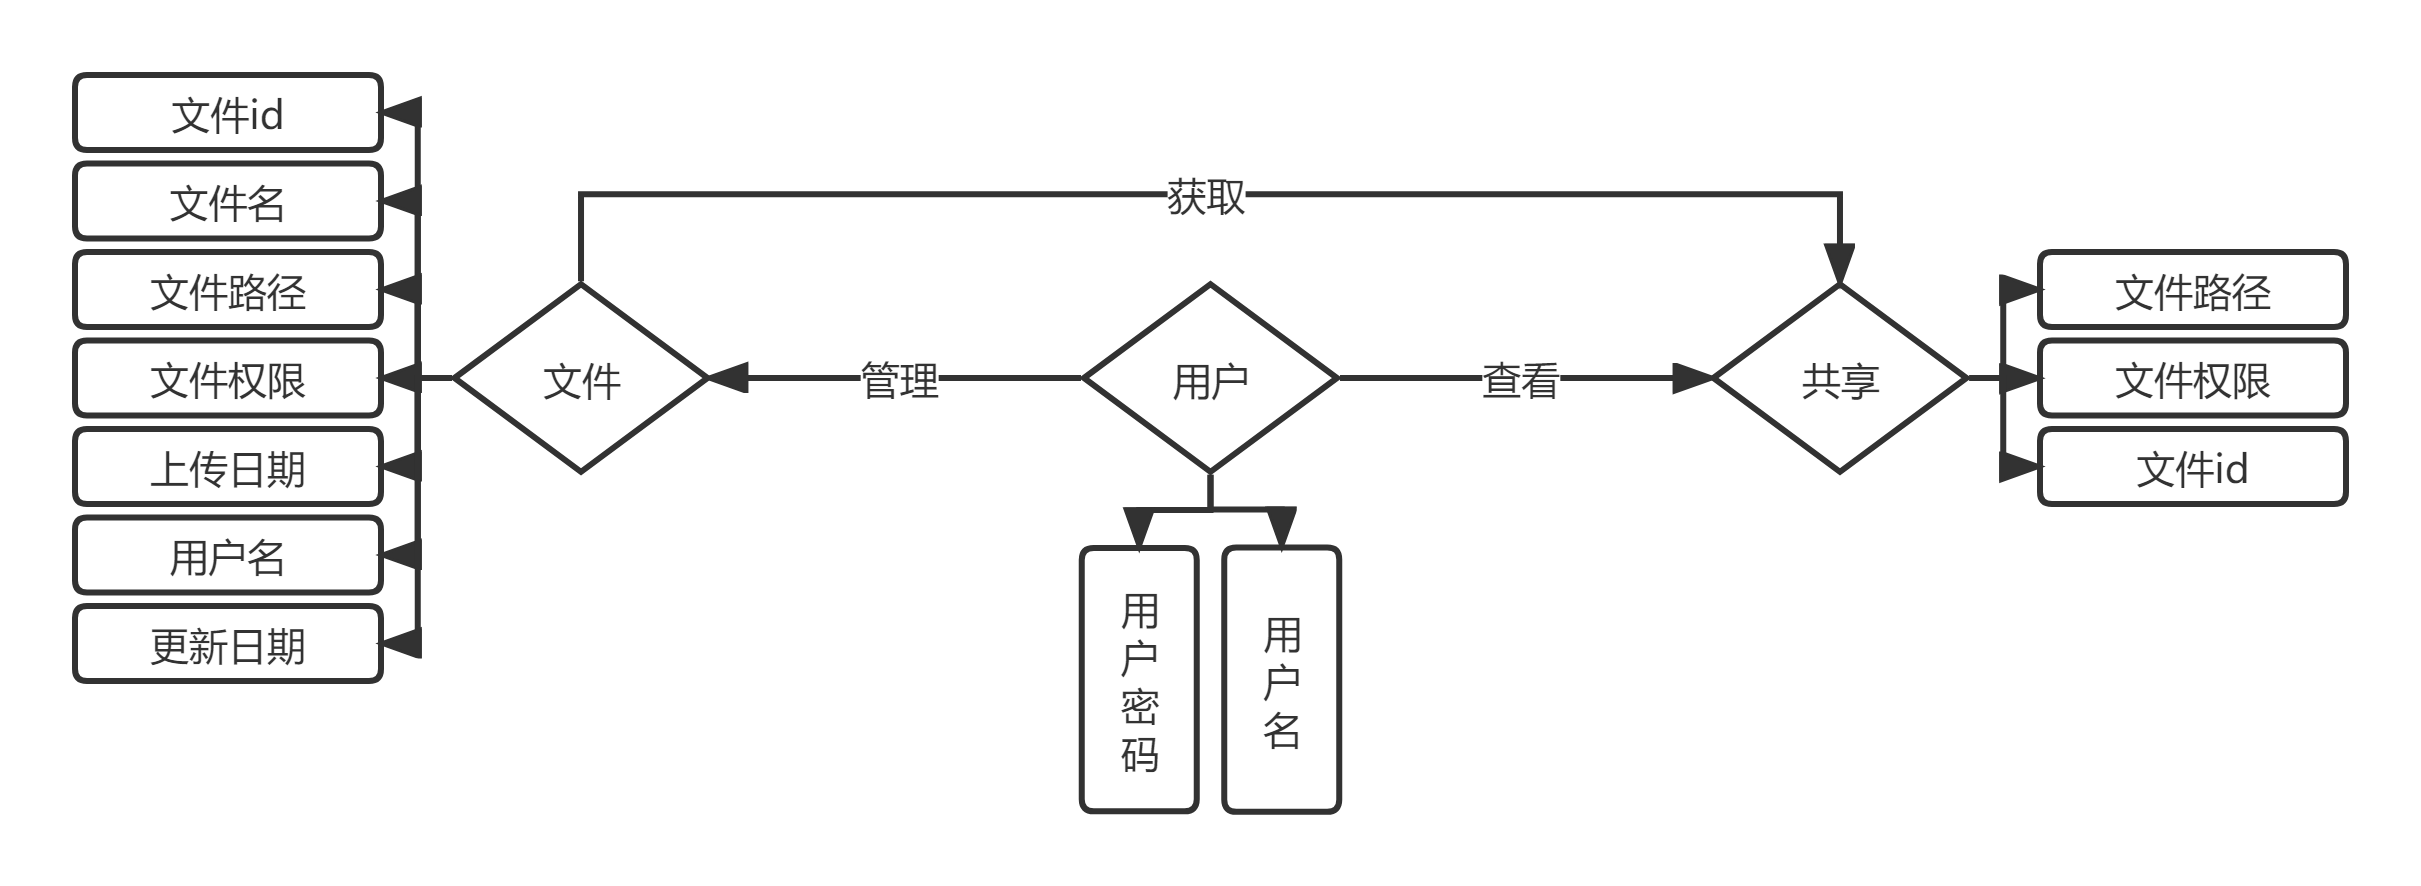 文件id
文件名
文件路径
文件权限
上传日期
用户名
更新日期
获取
文件
管理
用户
查看
共享
文件路径
文件权限
文件id
用户密码
用户名